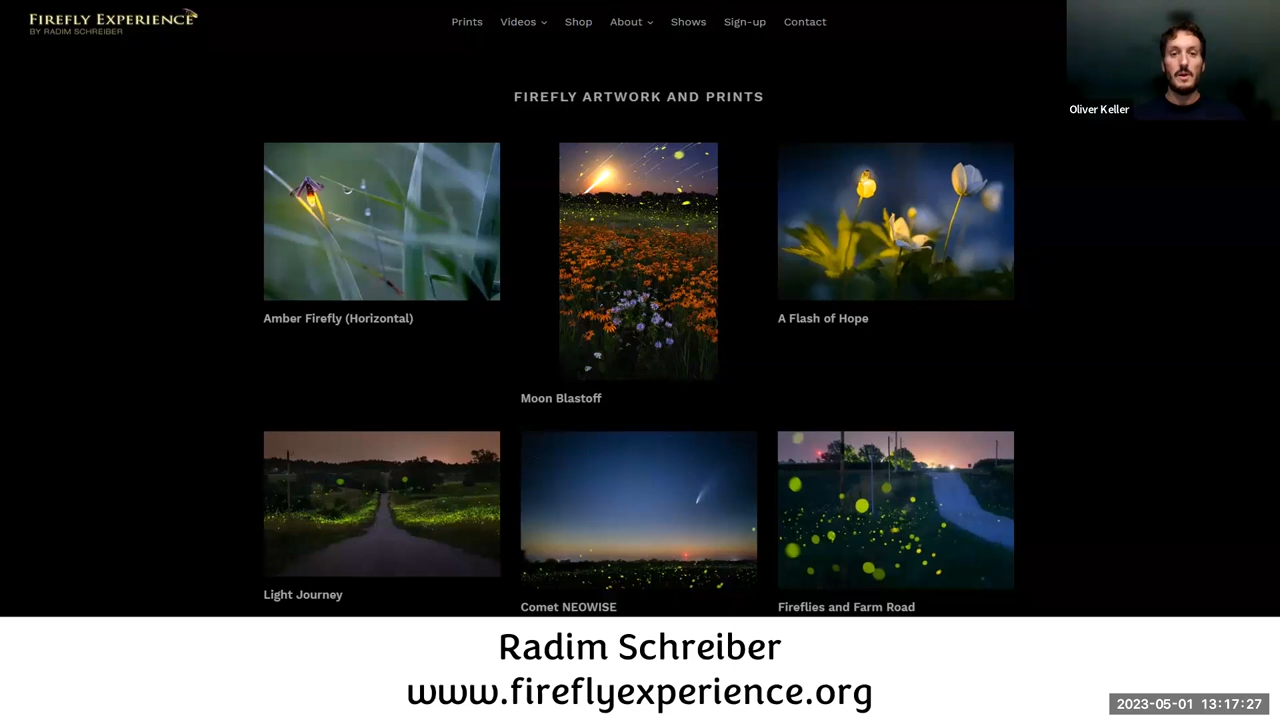 FIREFLY EXPERIENCE
BY RADIM SCHREIBER
Prints Videos Shop About Shows Sign-up Contact
Oliver Keller
FIREFLY ARTWORK AND PRINTS
Amber Firefly (Horizontal)
A Flash of Hope
Moon Blastoff
Light Journey
Comet NEOWISE
Fireflies and Farm Road
Radim Schreiber
www.fireflyexperience.org
2023-05-01 13:17:27